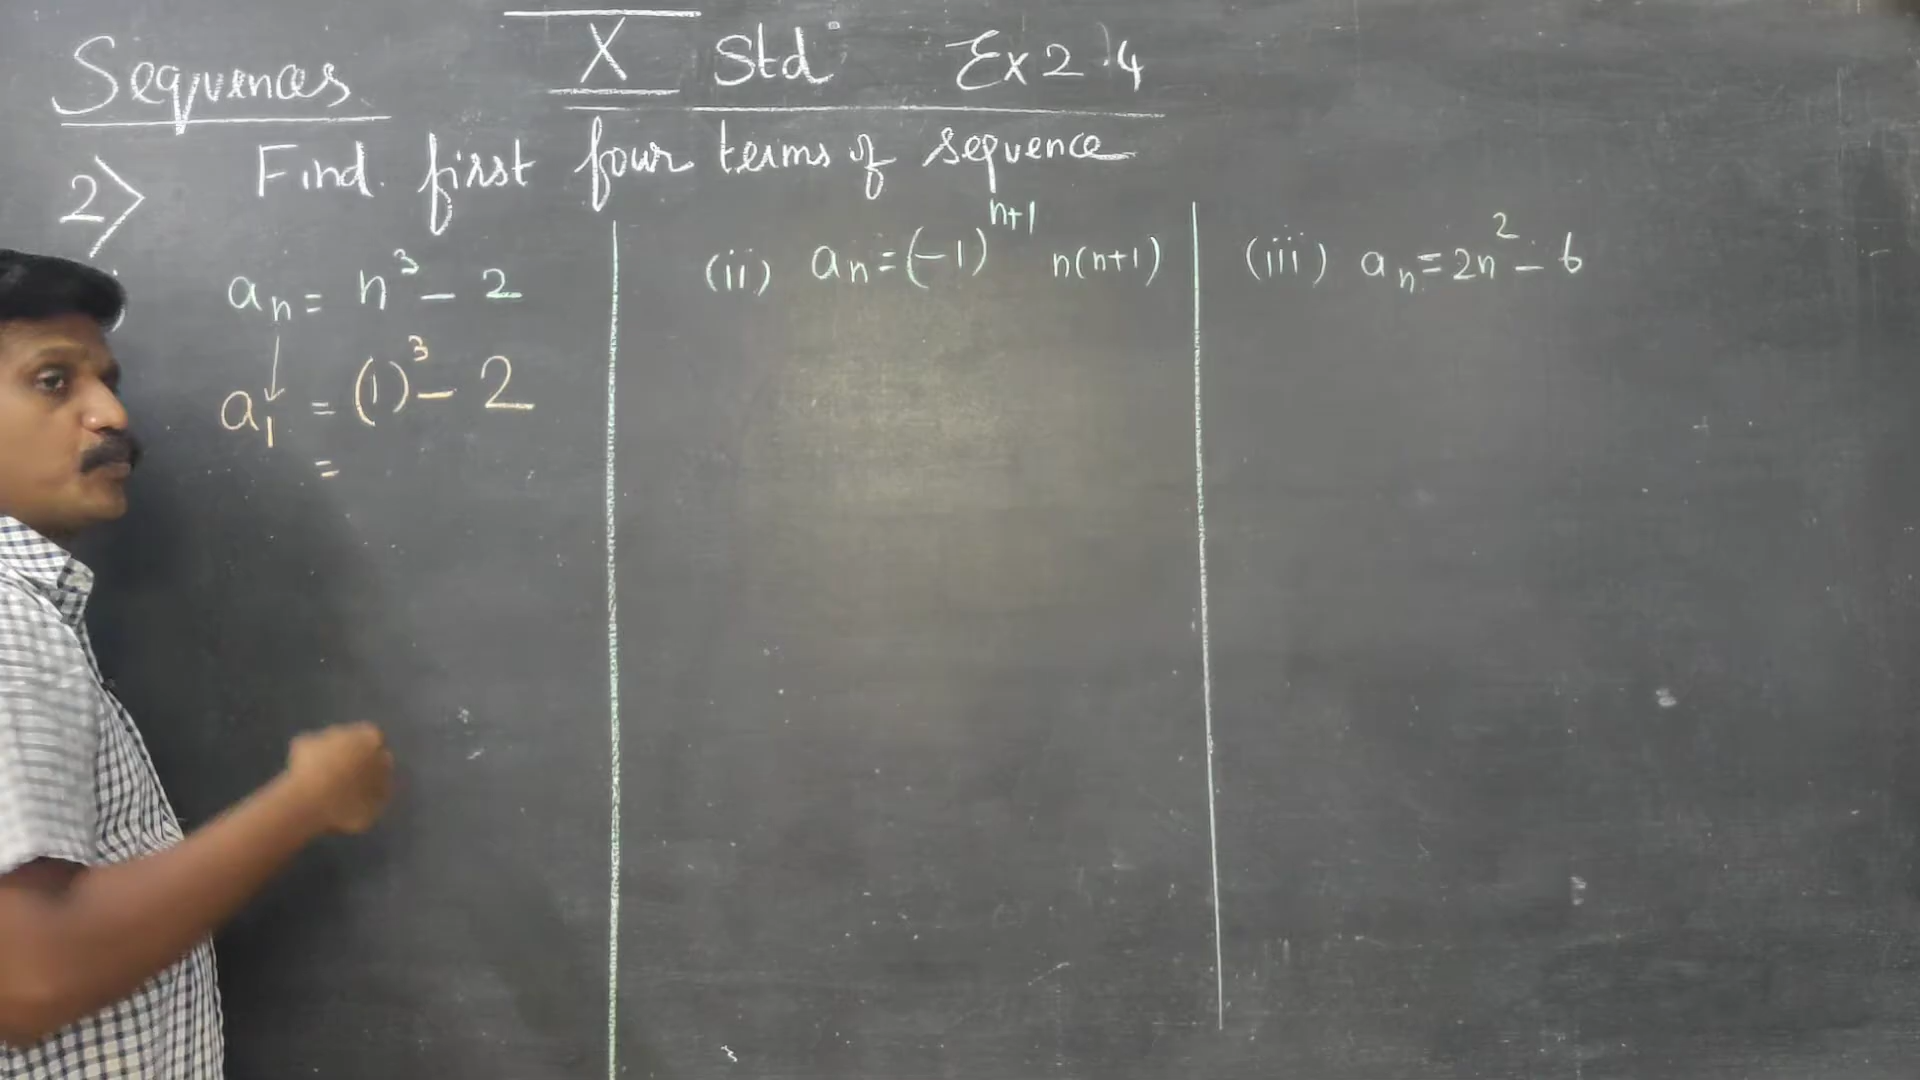 Sequences X Std Ex 2.4
2) Find first four terms of sequence
aₙ = n³ - 2
a₁ = (1)³ - 2
=
(ii) aₙ = (-1)ⁿ⁺¹ n(n+1)
(iii) aₙ = 2n² - 6